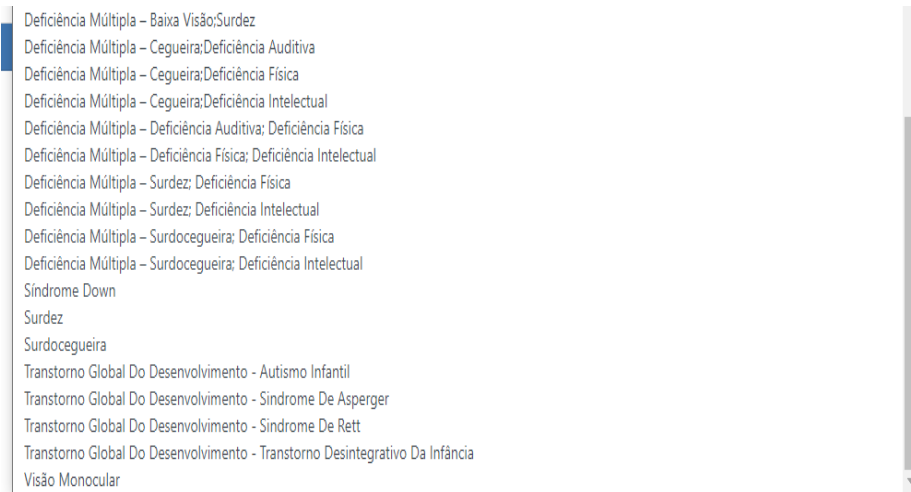 Deficiência Múltipla – Baixa Visão;Surdez
Deficiência Múltipla – Cegueira;Deficiência Auditiva
Deficiência Múltipla – Cegueira;Deficiência Física
Deficiência Múltipla – Cegueira;Deficiência Intelectual
Deficiência Múltipla – Deficiência Auditiva; Deficiência Física
Deficiência Múltipla – Deficiência Física; Deficiência Intelectual
Deficiência Múltipla – Surdez; Deficiência Física
Deficiência Múltipla – Surdez; Deficiência Intelectual
Deficiência Múltipla – Surdocegueira; Deficiência Física
Deficiência Múltipla – Surdocegueira; Deficiência Intelectual
Síndrome Down
Surdez
Surdocegueira
Transtorno Global Do Desenvolvimento - Autismo Infantil
Transtorno Global Do Desenvolvimento - Sindrome De Asperger
Transtorno Global Do Desenvolvimento - Sindrome De Rett
Transtorno Global Do Desenvolvimento - Transtorno Desintegrativo Da Infância
Visão Monocular